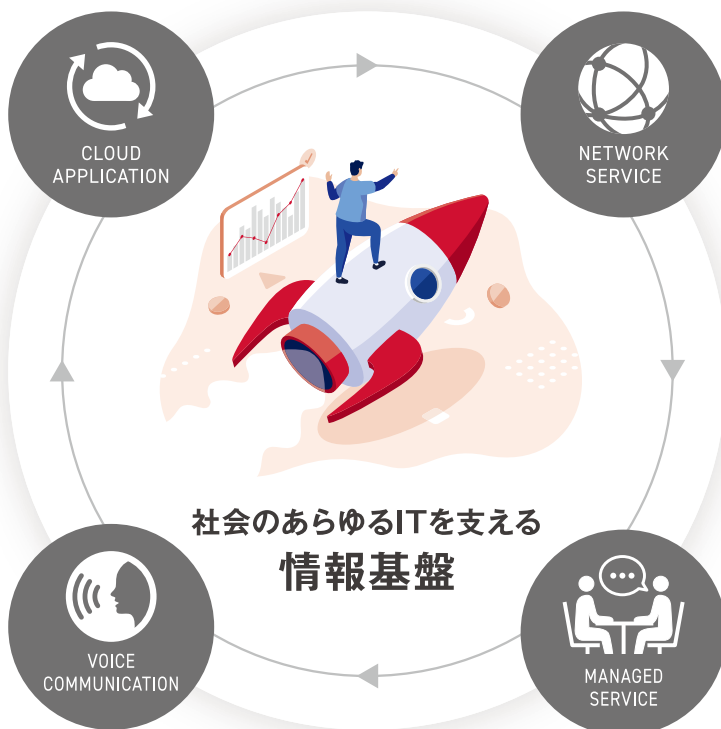 CLOUD
APPLICATION
NETWORK
SERVICE
社会のあらゆるITを支える
情報基盤
VOICE
COMMUNICATION
MANAGED
SERVICE